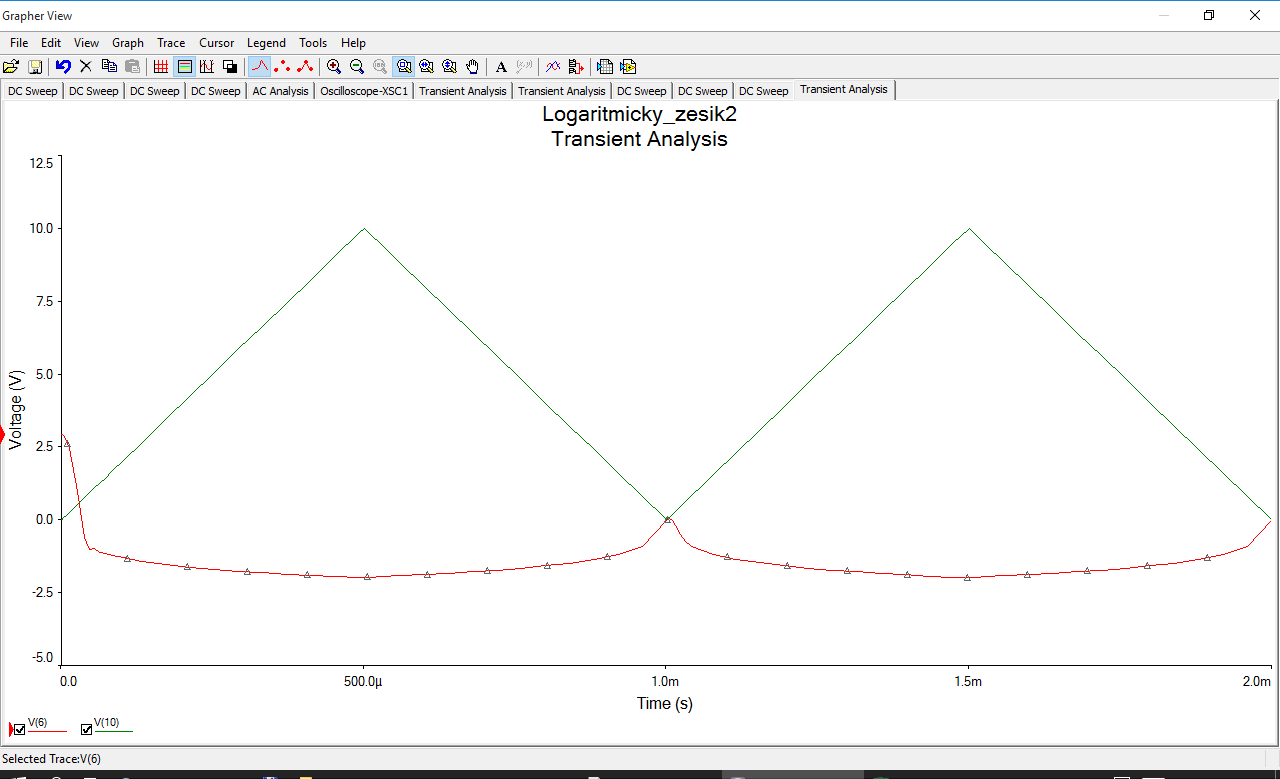 Grapher View
File Edit View Graph Trace Cursor Legend Tools Help
A
DC Sweep DC Sweep DC Sweep DC Sweep AC Analysis Oscilloscope-XSC1 Transient Analysis Transient Analysis DC Sweep DC Sweep DC Sweep Transient Analysis
Logaritmicky_zesik2
Transient Analysis
12.5
10.0
7.5
5.0
2.5
0.0
-2.5
-5.0
Voltage (V)
0.0 500.0µ 1.0m 1.5m 2.0m
Time (s)
V(6) V(10)
Selected Trace:V(6)